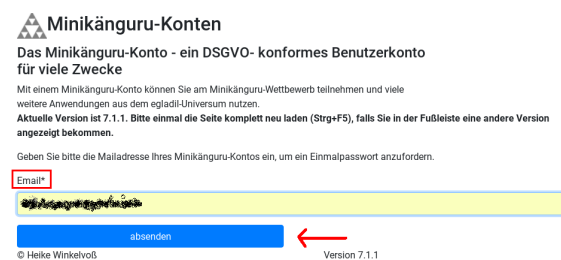 Minikänguru-Konten
Das Minikänguru-Konto - ein DSGVO- konformes Benutzerkonto
für viele Zwecke
Mit einem Minikänguru-Konto können Sie am Minikänguru-Wettbewerb teilnehmen und viele
weitere Anwendungen aus dem egladil-Universum nutzen.
Aktuelle Version ist 7.1.1. Bitte einmal die Seite komplett neu laden (Strg+F5), falls Sie in der Fußleiste eine andere Version
angezeigt bekommen.
Geben Sie bitte die Mailadresse Ihres Minikänguru-Kontos ein, um ein Einmalpasswort anzufordern.
Email*
absenden
© Heike Winkelvoß Version 7.1.1